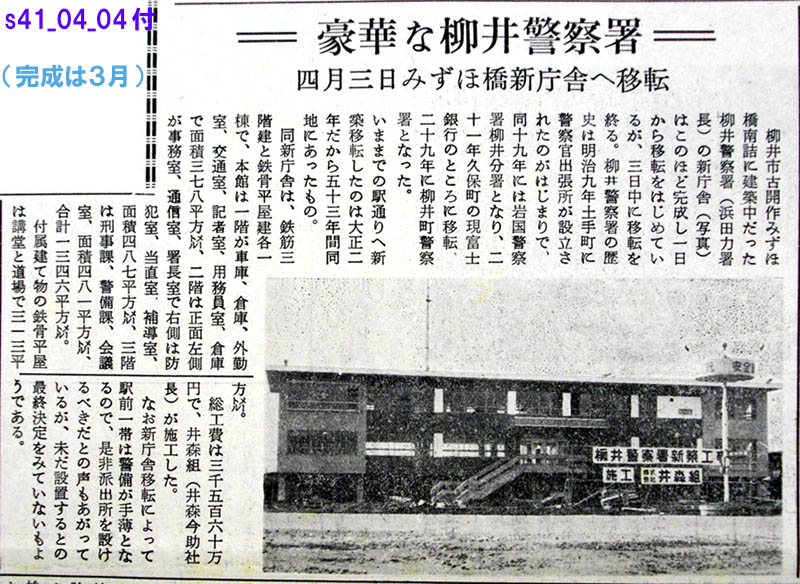 s41_04_04付
（完成は３月）
豪華な柳井警察署
四月三日みずほ橋新庁舎へ移転
柳井市古開作みずほ
橋南詰に建築中だった
柳井警察署（浜田力署
長）の新庁舎（写真）
はこのほど完成し一日
から移転をはじめてい
るが、三日中に移転を
終る。柳井警察署の歴
史は明治九年土手町に
警察官出張所が設立さ
れたのがはじまりで、
同十九年には岩国警察
署柳井分署となり、二
十一年久保町の現富士
銀行のところに移転、
二十九年に柳井町警察
署となった。
いままでの駅通りへ新
築移転したのは大正二
年だから五十三年間同
地にあったもの。
同新庁舎は、鉄筋三
階建と鉄骨平屋建各一
棟で、本館は一階が車庫、倉庫、外勤
室、交通室、記者室、用務員室、倉庫
で面積三七八平方㍍、二階は正面左側
が事務室、通信室、署長室で右側は防
犯室、当直室、補導室、
面積四八七平方㍍、三階
は刑事課、警備課、会議
室、面積四八一平方㍍、
合計一三四六平方㍍。
付属建て物の鉄骨平屋
は講堂と道場で三一三平
方㍍。
総工費は三千五百六十万
円で、井森組（井森今助社
長）が施工した。
なお新庁舎移転によって
駅前一帯は警備が手薄とな
るので、是非派出所を設け
るべきだとの声もあがって
いるが、未だ設置するとの
最終決定をみていないもよ
うである。
安全
柳井警察署新築工事
施工 株式会社 井森組